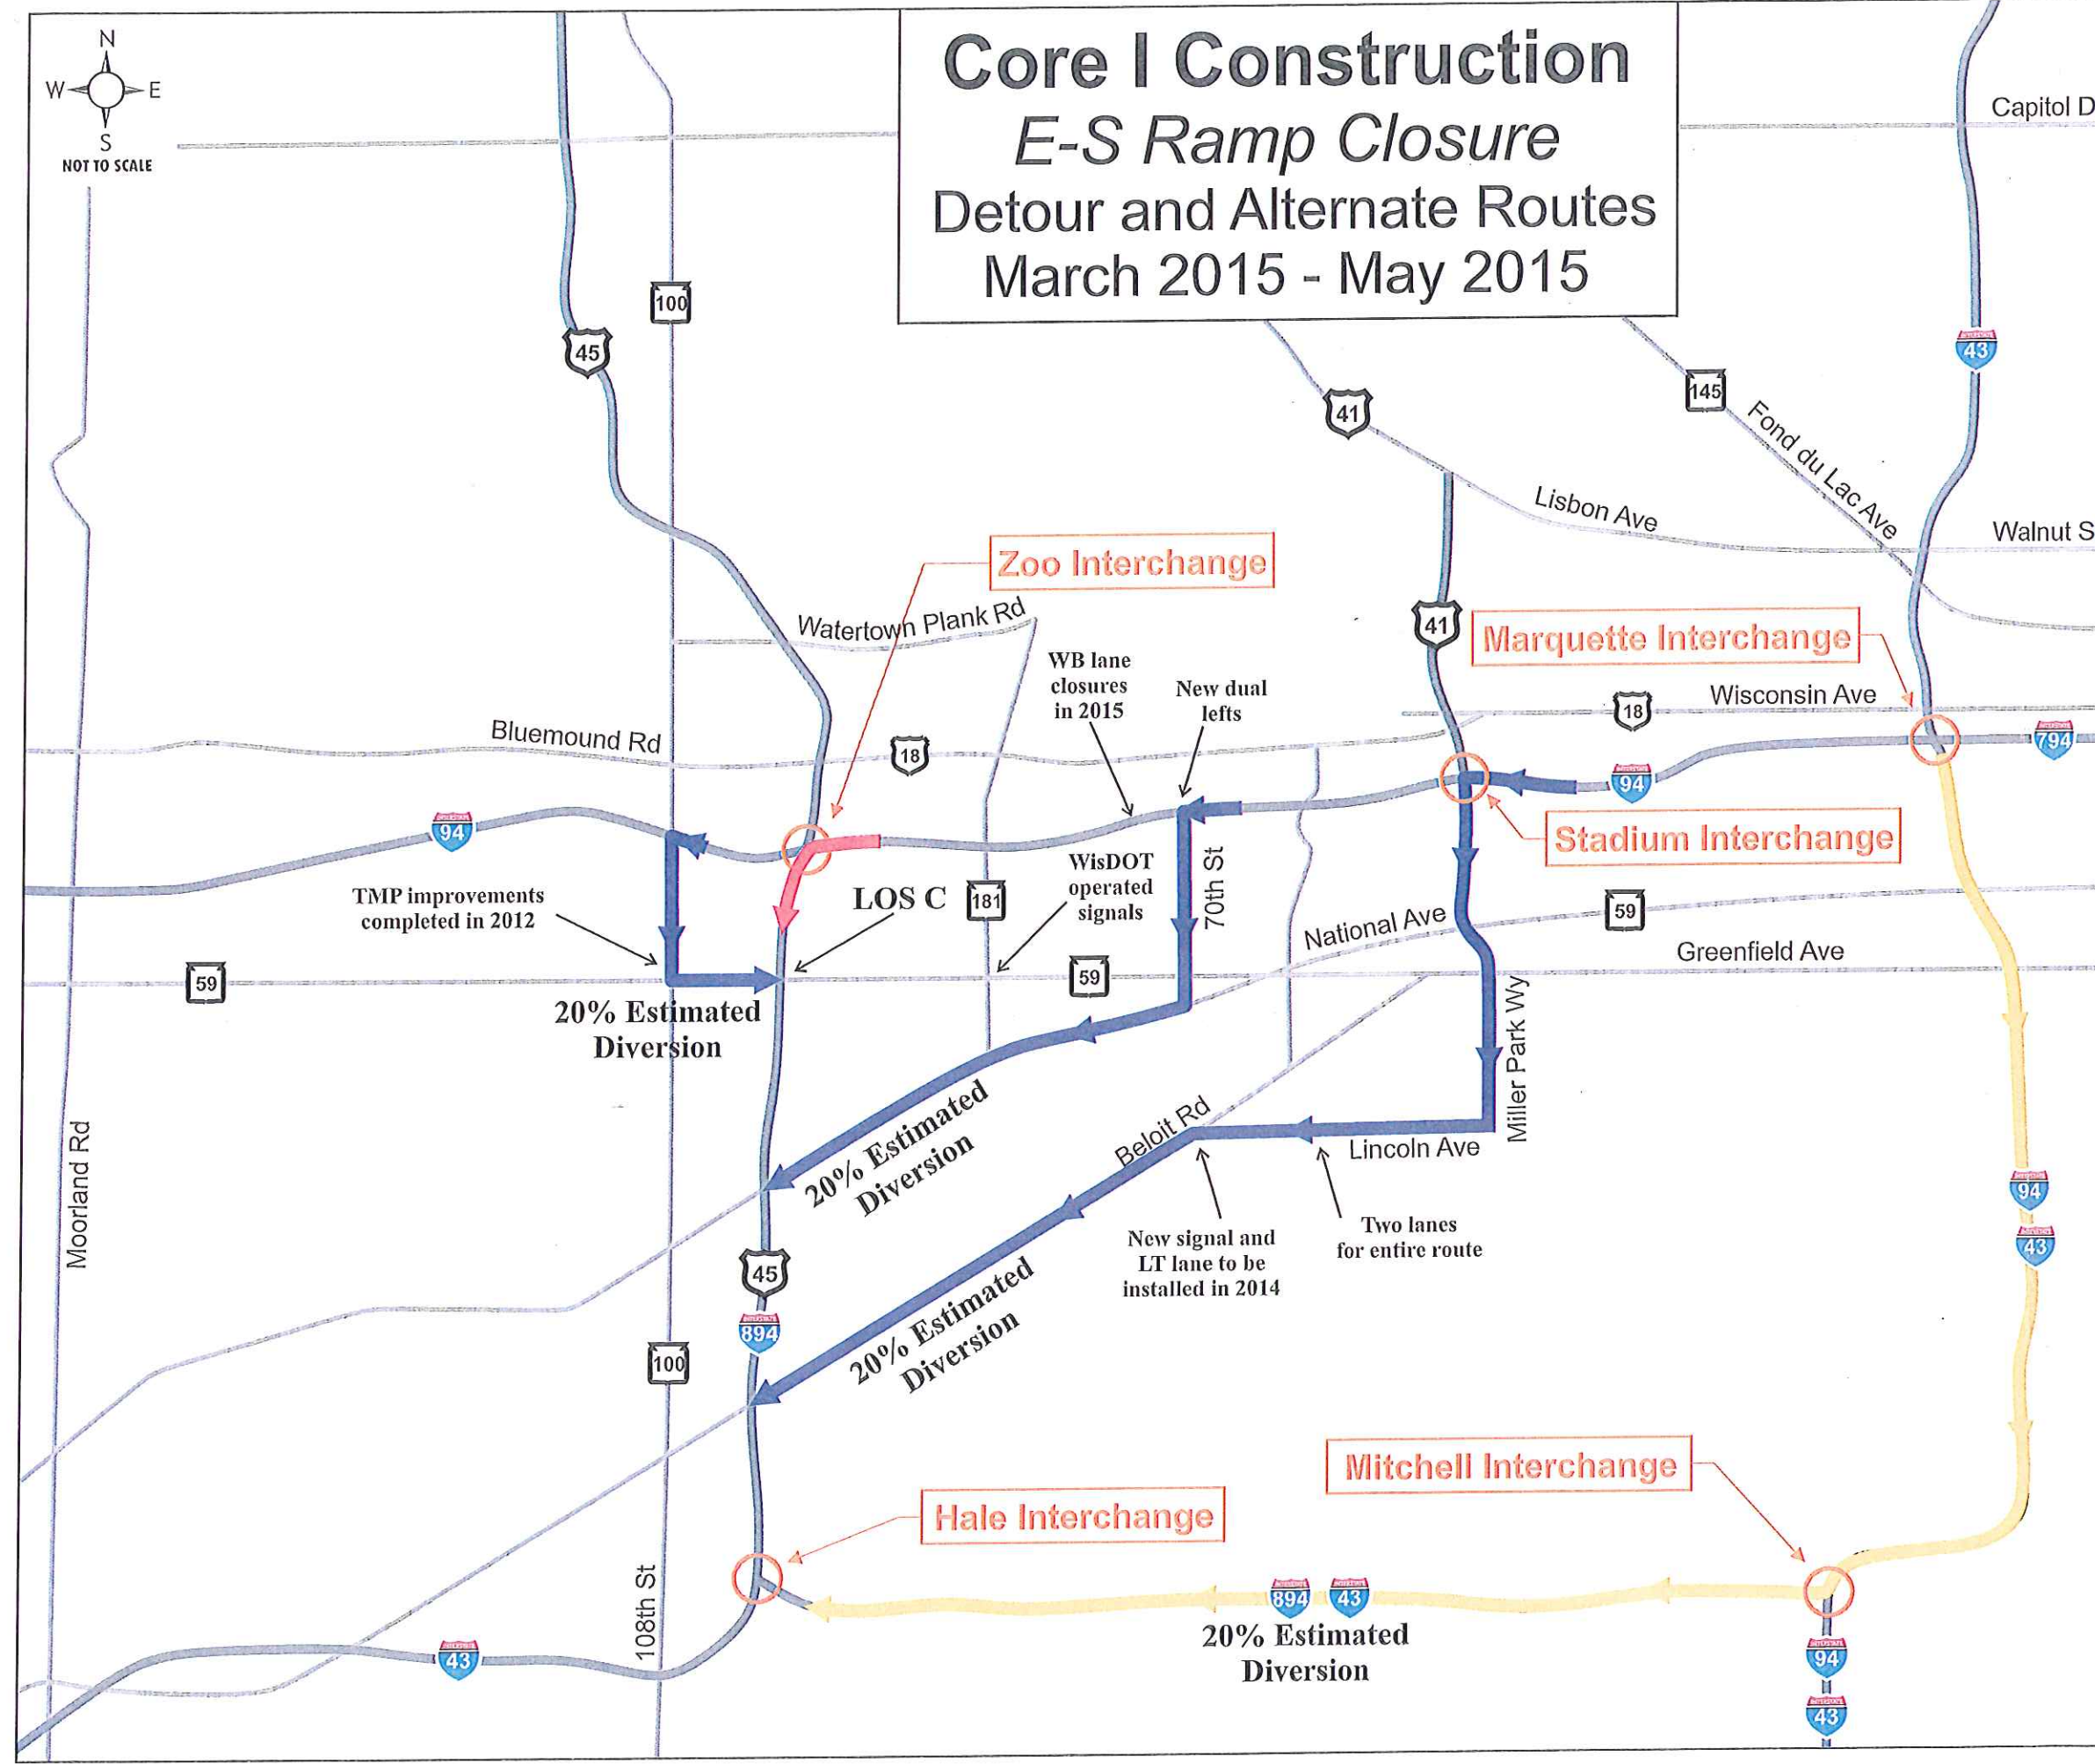 Core I Construction
E-S Ramp Closure
Detour and Alternate Routes
March 2015 - May 2015
N
W
E
S
NOT TO SCALE
Capitol D
100
45
43
145
41
Fond du Lac Ave
Lisbon Ave
Walnut S
Zoo Interchange
Watertown Plank Rd
41
Marquette Interchange
WB lane
closures
in 2015
New dual
lefts
Wisconsin Ave
18
Bluemound Rd
18
INTERSTATE
794
INTERSTATE
94
INTERSTATE
94
Stadium Interchange
TMP improvements
completed in 2012
LOS C
181
WisDOT
operated
signals
70th St
National Ave
59
Greenfield Ave
59
59
20% Estimated
Diversion
Miller Park Wy
20% Estimated
Diversion
Beloit Rd
Lincoln Ave
Moorland Rd
New signal and
LT lane to be
installed in 2014
Two lanes
for entire route
94
43
45
INTERSTATE
894
100
20% Estimated
Diversion
Mitchell Interchange
Hale Interchange
108th St
894
43
20% Estimated
Diversion
43
94
43